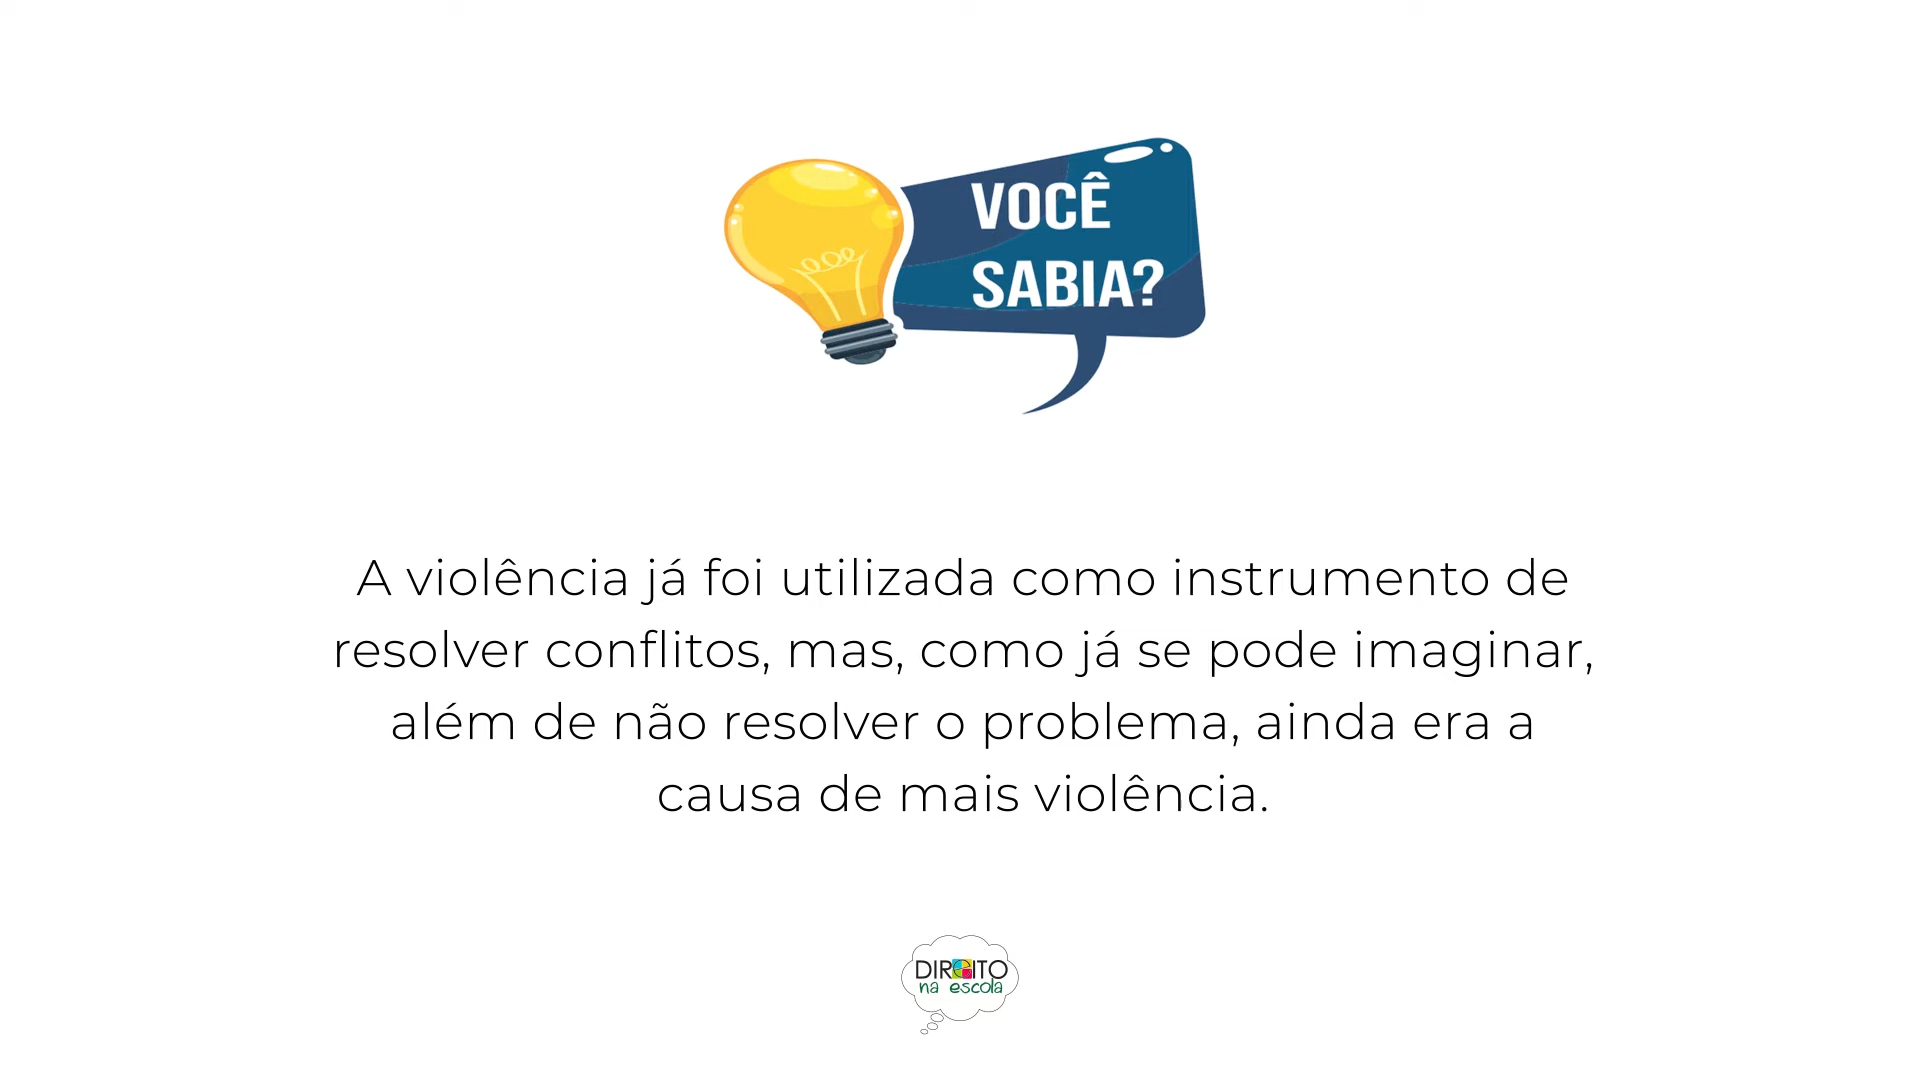 VOCÊ
SABIA?
A violência já foi utilizada como instrumento de
resolver conflitos, mas, como já se pode imaginar,
além de não resolver o problema, ainda era a
causa de mais violência.
DIREITO
na escola